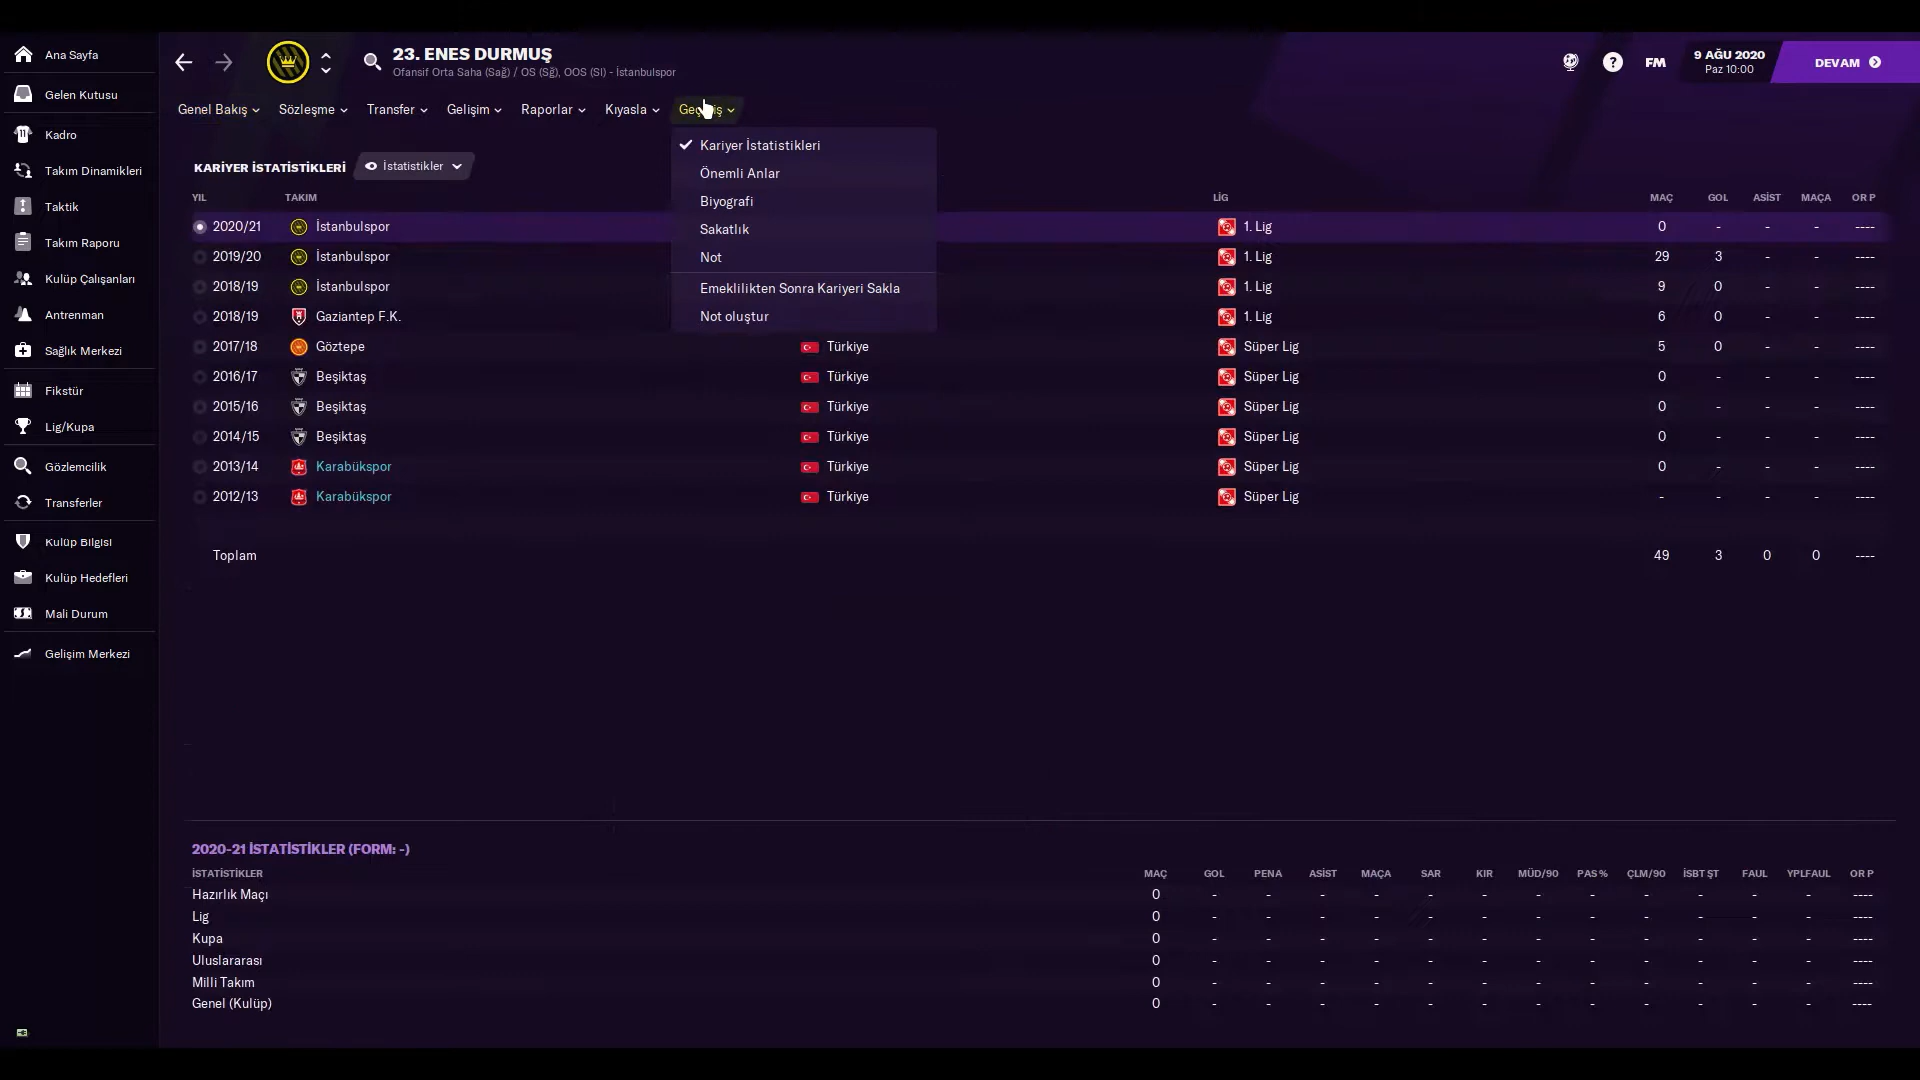 Ana Sayfa
Gelen Kutusu
Kadro
Takım Dinamikleri
Taktik
Takım Raporu
Kulüp Çalışanları
Antrenman
Sağlık Merkezi
Fikstür
Lig/Kupa
Gözlemcilik
Transferler
Kulüp Bilgisi
Kulüp Hedefleri
Mali Durum
Gelişim Merkezi
23. ENES DURMUŞ
Ofansif Orta Saha (Sağ) / OS (Sğ), OOS (Sl) - İstanbulspor
FM
9 AĞU 2020
Paz 10:00
DEVAM
Genel Bakış Sözleşme Transfer Gelişim Raporlar Kıyasla
Kariyer İstatistikleri
Önemli Anlar
Biyografi
Sakatlık
Not
Emeklilikten Sonra Kariyeri Sakla
Not oluştur
KARİYER İSTATİSTİKLERİ İstatistikler
YIL TAKIM LİG MAÇ GOL ASİST MAÇA OR P
2020/21 İstanbulspor 1. Lig 0 - - - ----
2019/20 İstanbulspor 1. Lig 29 3 - - ----
2018/19 İstanbulspor 1. Lig 9 0 - - ----
2018/19 Gaziantep F.K. 1. Lig 6 0 - - ----
2017/18 Göztepe Türkiye Süper Lig 5 0 - - ----
2016/17 Beşiktaş Türkiye Süper Lig 0 - - - ----
2015/16 Beşiktaş Türkiye Süper Lig 0 - - - ----
2014/15 Beşiktaş Türkiye Süper Lig 0 - - - ----
2013/14 Karabükspor Türkiye Süper Lig 0 - - - ----
2012/13 Karabükspor Türkiye Süper Lig - - - - ----
Toplam 49 3 0 0 ----
2020-21 İSTATİSTİKLER (FORM: -)
İSTATİSTİKLER MAÇ GOL PENA ASİST MAÇA SAR KIR MÜD/90 PAS % ÇLM/90 İSBT ŞT FAUL YPLFAUL OR P
Hazırlık Maçı 0 - - - - - - - - - - - - ----
Lig 0 - - - - - - - - - - - - ----
Kupa 0 - - - - - - - - - - - - ----
Uluslararası 0 - - - - - - - - - - - - ----
Milli Takım 0 - - - - - - - - - - - - ----
Genel (Kulüp) 0 - - - - - - - - - - - - ----